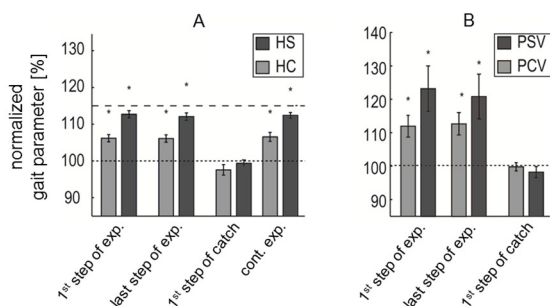 A
B
normalized
gait parameter [%]
130
120
110
100
90
HS
HC
*
*
*
*
*
*
1st step of exp.
last step of exp.
1st step of catch
cont. exp.
140
130
120
110
100
90
PSV
PCV
*
*
*
*
1st step of exp.
last step of exp.
1st step of catch